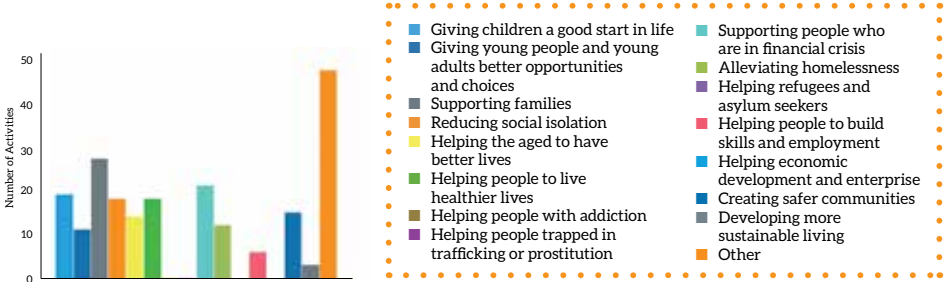 50
40
30
20
10
0
Number of Activities
Giving children a good start in life
Giving young people and young
adults better opportunities
and choices
Supporting families
Reducing social isolation
Helping the aged to have
better lives
Helping people to live
healthier lives
Helping people with addiction
Helping people trapped in
trafficking or prostitution
Supporting people who
are in financial crisis
Alleviating homelessness
Helping refugees and
asylum seekers
Helping people to build
skills and employment
Helping economic
development and enterprise
Creating safer communities
Developing more
sustainable living
Other